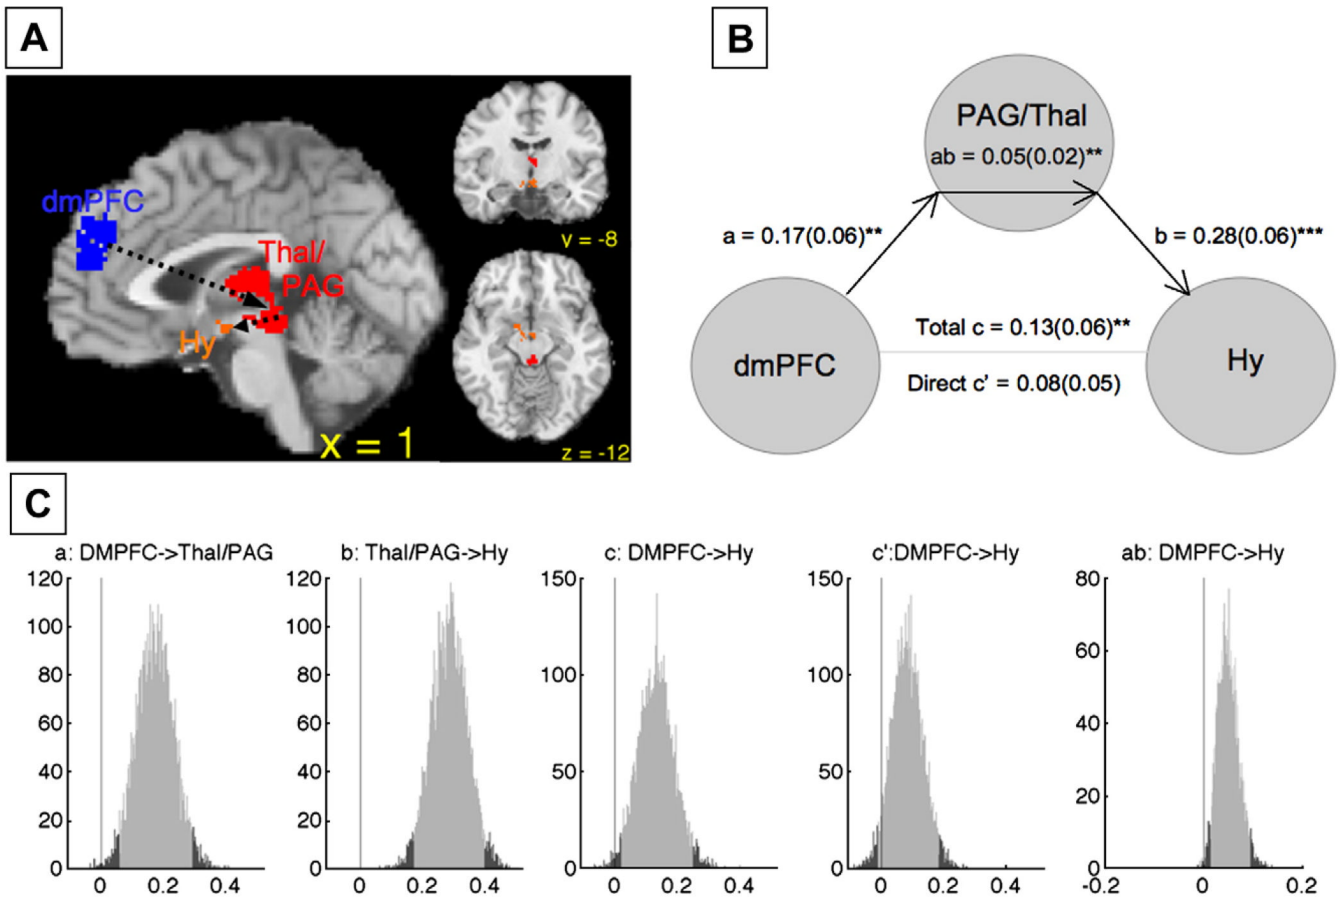 A
dmPFC
Thal/
PAG
Hy
x = 1
y = -8
z = -12
B
PAG/Thal
ab = 0.05(0.02)**
a = 0.17(0.06)**
b = 0.28(0.06)***
Total c = 0.13(0.06)**
dmPFC
Hy
Direct c' = 0.08(0.05)
C
a: DMPFC->Thal/PAG
120
100
80
60
40
20
0
0 0.2 0.4
b: Thal/PAG->Hy
120
100
80
60
40
20
0
0 0.2 0.4
c: DMPFC->Hy
150
100
50
0
0 0.2 0.4
c':DMPFC->Hy
150
100
50
0
0 0.2 0.4
ab: DMPFC->Hy
80
60
40
20
0
-0.2 0 0.2